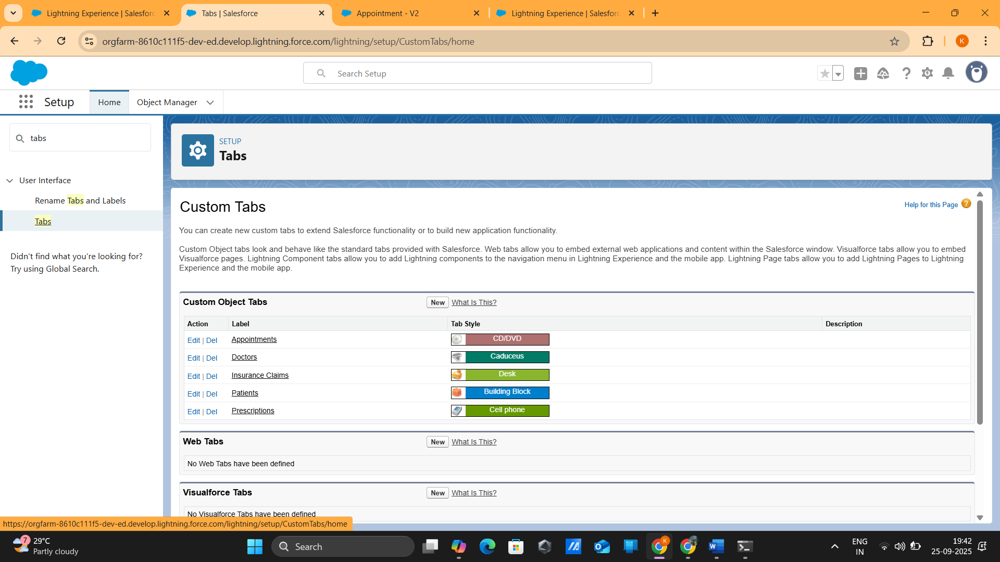 Lightning Experience | Salesforc
Tabs | Salesforce
Appointment - V2
Lightning Experience | Salesforc
orgfarm-8610c111f5-dev-ed.develop.lightning.force.com/lightning/setup/CustomTabs/home
K
Search Setup
Setup
Home
Object Manager
tabs
User Interface
Rename Tabs and Labels
Tabs
Didn't find what you're looking for?
Try using Global Search.
SETUP
Tabs
Custom Tabs
Help for this Page
You can create new custom tabs to extend Salesforce functionality or to build new application functionality.
Custom Object tabs look and behave like the standard tabs provided with Salesforce. Web tabs allow you to embed external web applications and content within the Salesforce window. Visualforce tabs allow you to embed
Visualforce pages. Lightning Component tabs allow you to add Lightning components to the navigation menu in Lightning Experience and the mobile app. Lightning Page tabs allow you to add Lightning Pages to Lightning
Experience and the mobile app.
Custom Object Tabs New What Is This?
Action Label Tab Style Description
Edit | Del Appointments CD/DVD
Edit | Del Doctors Caduceus
Edit | Del Insurance Claims Desk
Edit | Del Patients Building Block
Edit | Del Prescriptions Cell phone
Web Tabs New What Is This?
No Web Tabs have been defined
Visualforce Tabs New What Is This?
No Visualforce Tabs have been defined
https://orgfarm-8610c111f5-dev-ed.develop.lightning.force.com/lightning/setup/CustomTabs/home
7
29°C
Partly cloudy
Search
K
ENG
IN
19:42
25-09-2025